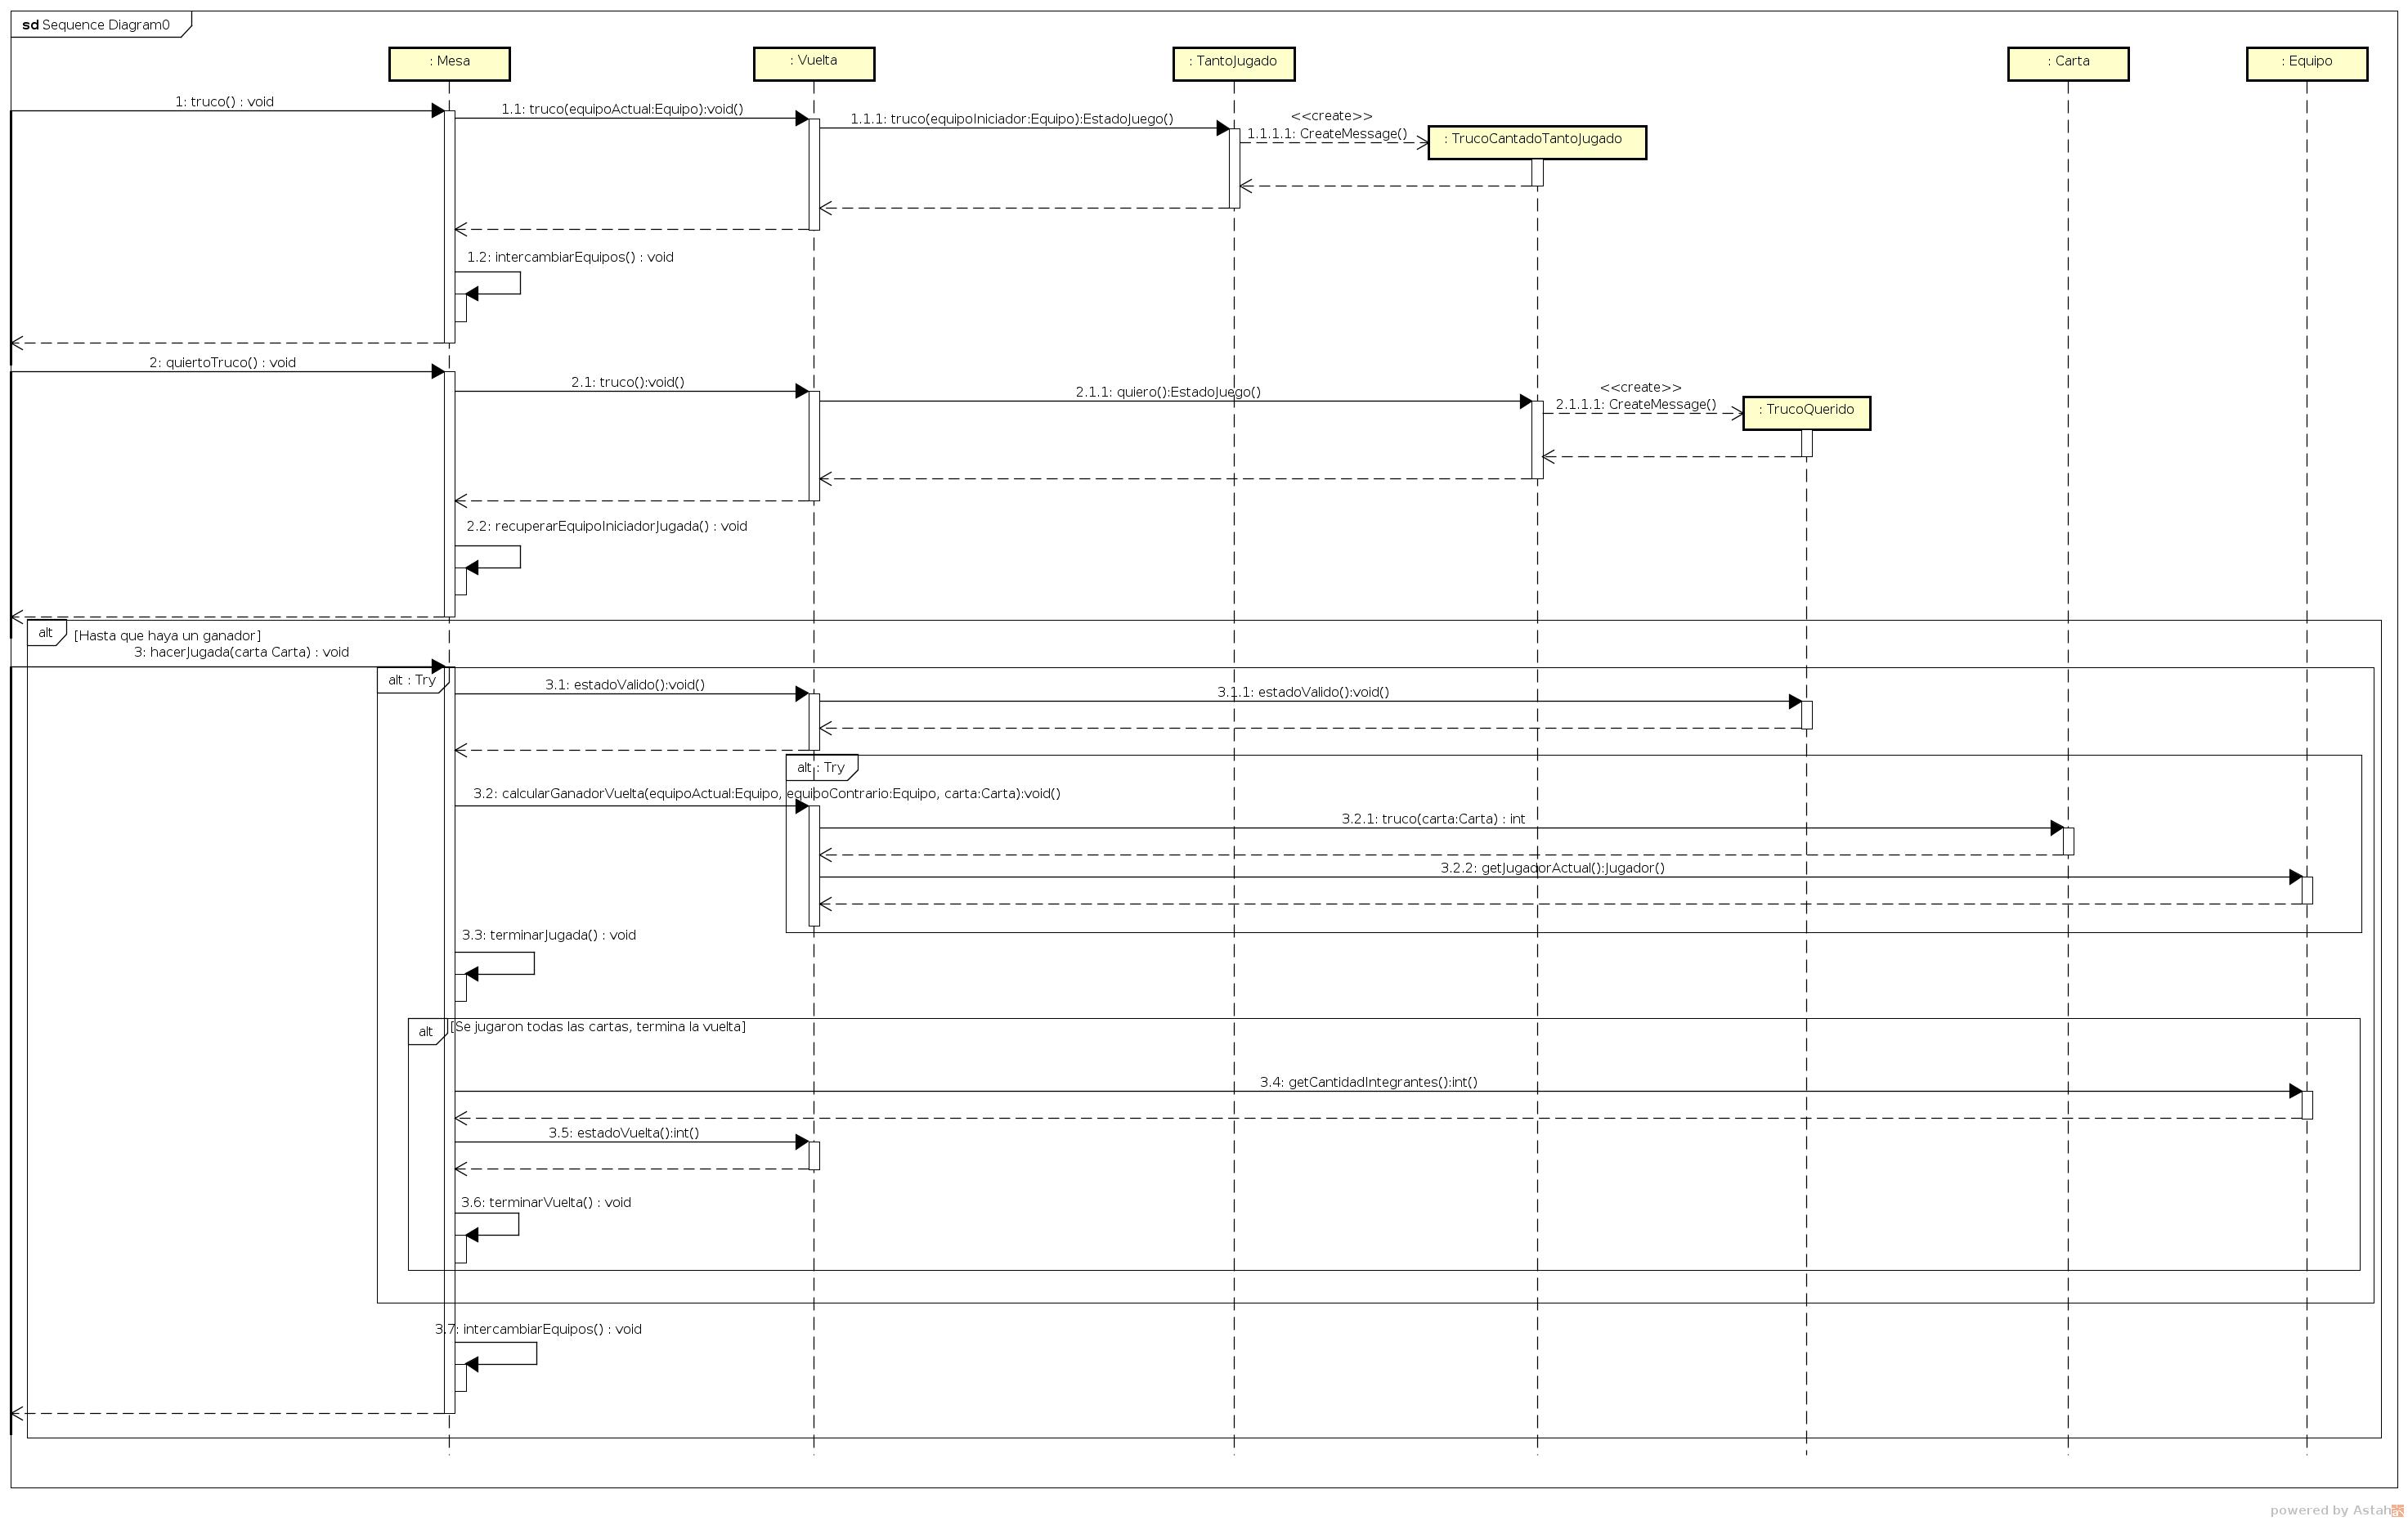 sd Sequence Diagram0
: Mesa
: Vuelta
: TantoJugado
: Carta
: Equipo
1: truco() : void
1.1: truco(equipoActual:Equipo):void()
1.1.1: truco(equipoIniciador:Equipo):EstadoJuego()
<<create>>
1.1.1.1: CreateMessage()
: TrucoCantadoTantoJugado
1.2: intercambiarEquipos() : void
2: quiertoTruco() : void
2.1: truco():void()
2.1.1: quiero():EstadoJuego()
<<create>>
2.1.1.1: CreateMessage()
: TrucoQuerido
2.2: recuperarEquipoIniciadorJugada() : void
alt
[Hasta que haya un ganador]
3: hacerJugada(carta Carta) : void
alt : Try
3.1: estadoValido():void()
3.1.1: estadoValido():void()
alt : Try
3.2: calcularGanadorVuelta(equipoActual:Equipo, equipoContrario:Equipo, carta:Carta):void()
3.2.1: truco(carta:Carta) : int
3.2.2: getJugadorActual():Jugador()
3.3: terminarJugada() : void
alt
[Se jugaron todas las cartas, termina la vuelta]
3.4: getCantidadIntegrantes():int()
3.5: estadoVuelta():int()
3.6: terminarVuelta() : void
3.7: intercambiarEquipos() : void
powered by Astah